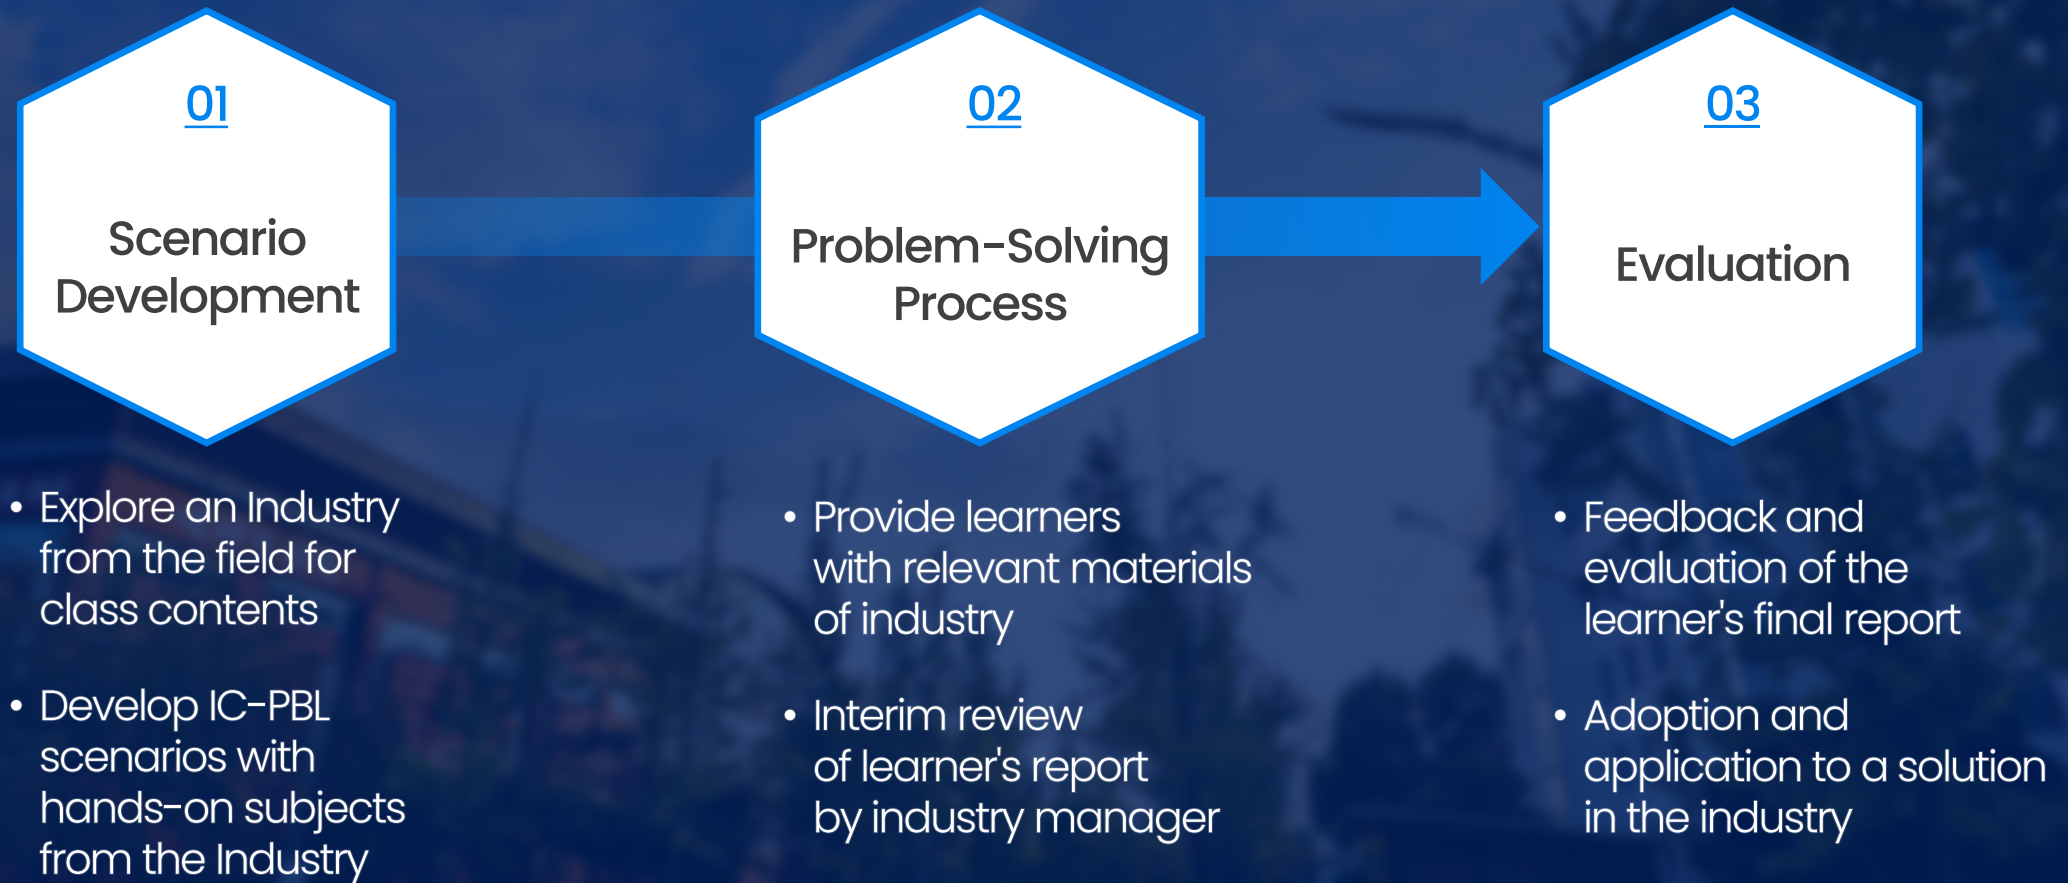 01
Scenario
Development
• Explore an Industry
from the field for
class contents
• Develop IC-PBL
scenarios with
hands-on subjects
from the Industry
02
Problem-Solving
Process
• Provide learners
with relevant materials
of industry
• Interim review
of learner's report
by industry manager
03
Evaluation
• Feedback and
evaluation of the
learner's final report
• Adoption and
application to a solution
in the industry